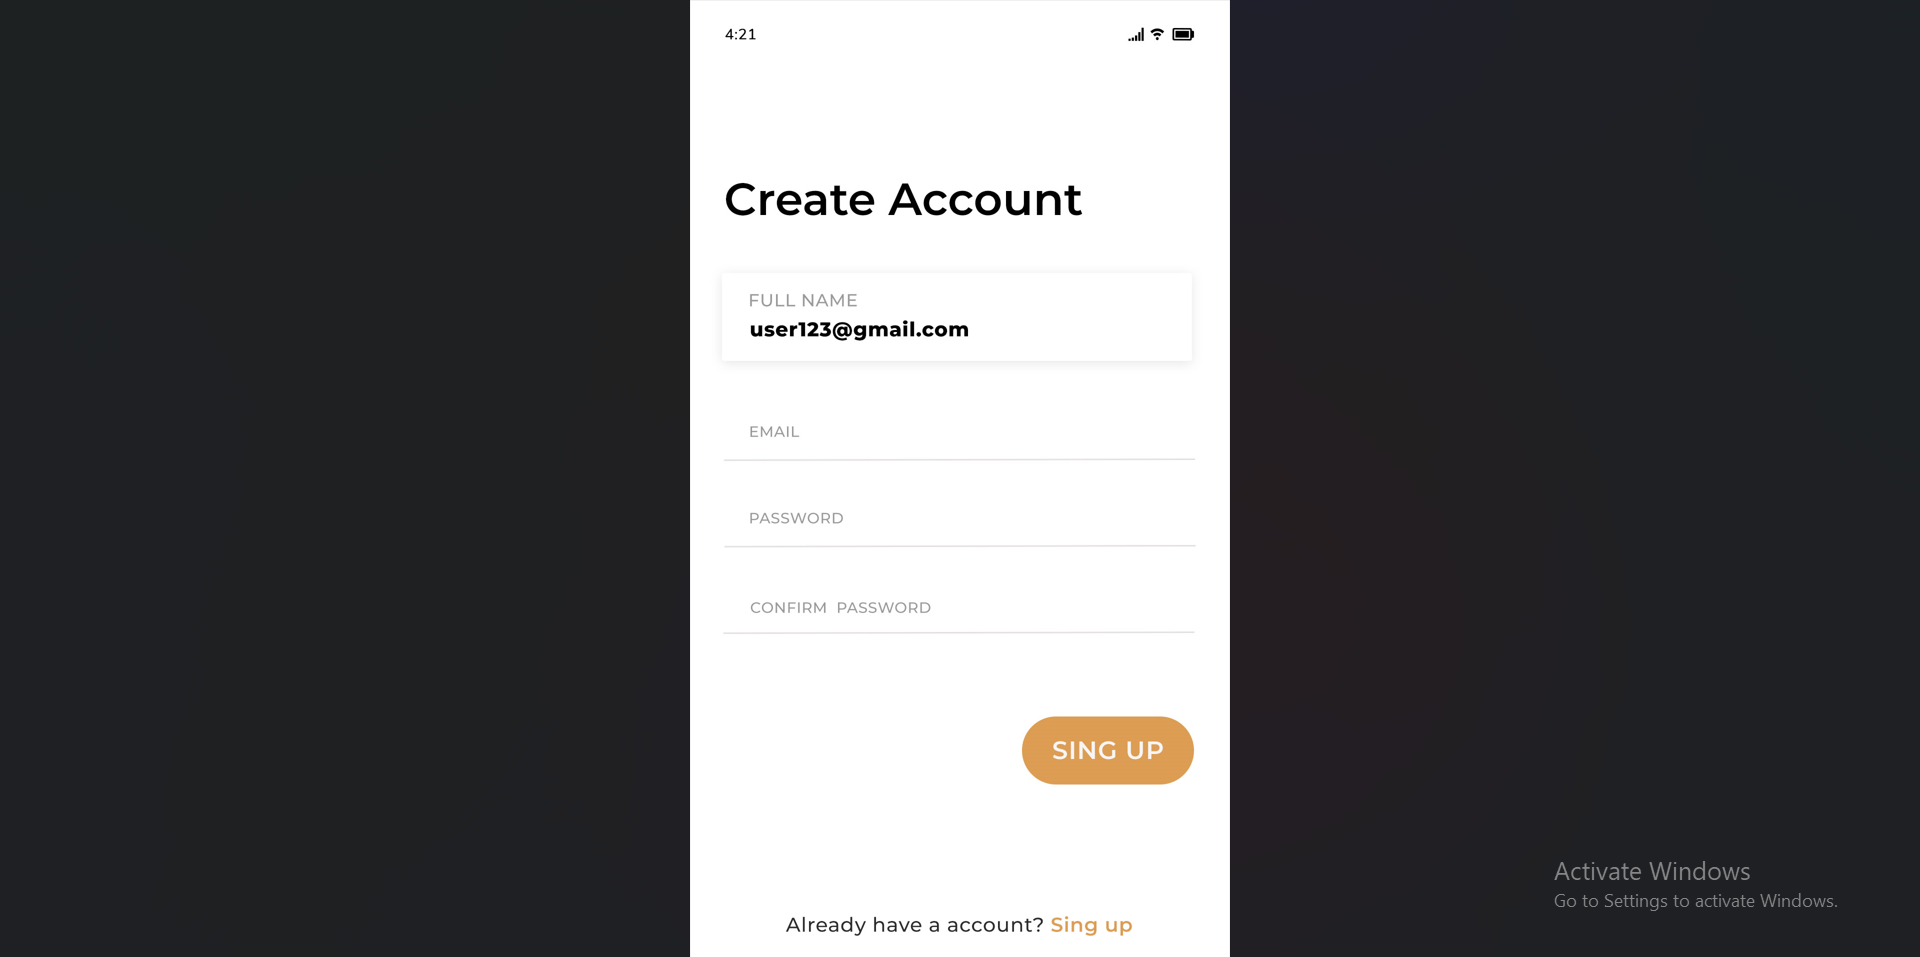 4:21
Create Account
FULL NAME
user123@gmail.com
EMAIL
PASSWORD
CONFIRM PASSWORD
SING UP
Already have a account? Sing up
Activate Windows
Go to Settings to activate Windows.